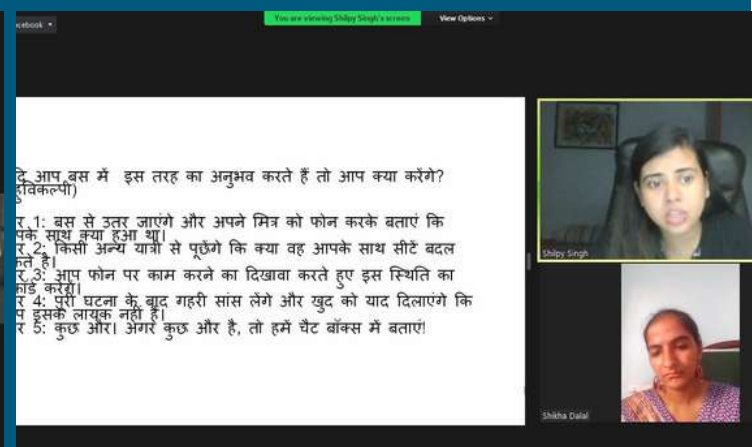 acebook
You are viewing Shilpy Singh's screen View Options
दि आप बस में इस तरह का अनुभव करते हैं तो आप क्या करेंगे?
हुविकल्पी)
र 1: बस से उतर जाएंगे और अपने मित्र को फोन करके बताएं कि
पके साथ क्या हुआ था।
र 2: किसी अन्य यात्री से पूछेंगे कि क्या वह आपके साथ सीटें बदल
कते है।
र 3: आप फोन पर काम करने का दिखावा करते हुए इस स्थिति का
कॉर्ड करेंगे।
र 4: पूरी घटना के बाद गहरी सांस लेंगे और खुद को याद दिलाएंगे कि
प इसके लायक नहीं हैं।
र 5: कुछ और। अगर कुछ और है, तो हमें चैट बॉक्स में बताएं!
Shilpy Singh
Shikha Dalal